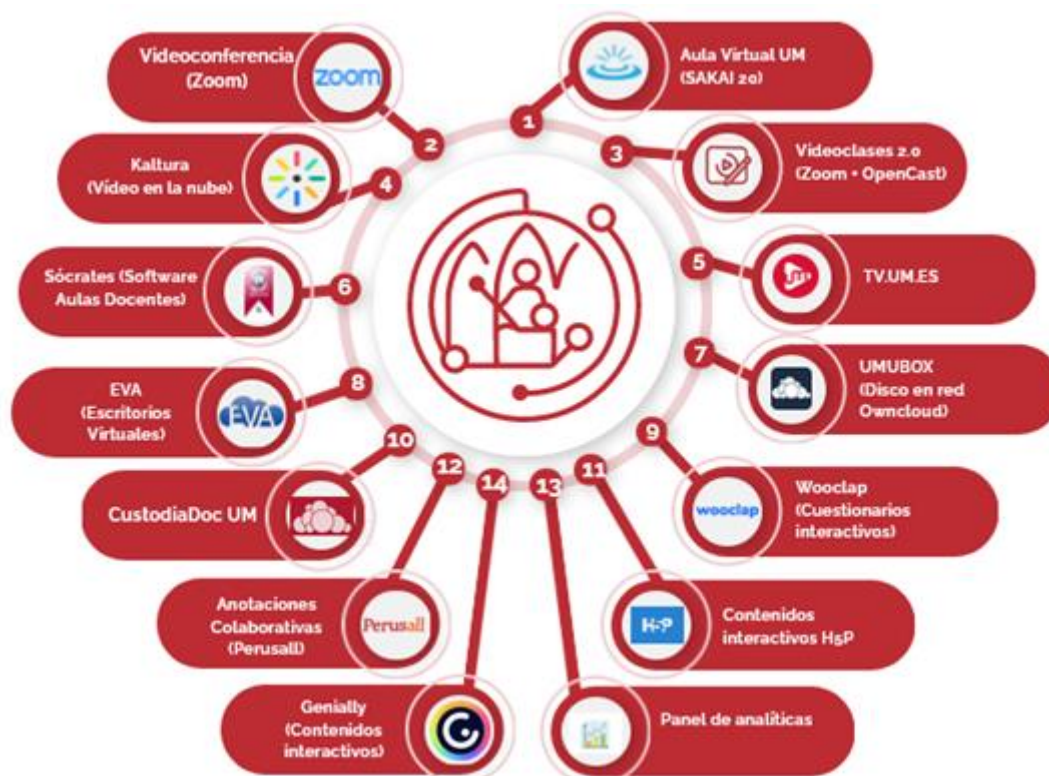 Videoconferencia
(Zoom)
zoom
2
Aula Virtual UM
(SAKAI 20)
1
Kaltura
(Vídeo en la nube)
4
Videoclases 2.0
(Zoom + OpenCast)
3
Sócrates (Software
Aulas Docentes)
6
TV.UM.ES
5
EVA
(Escritorios
Virtuales)
EVA
8
UMUBOX
(Disco en red
Owncloud)
7
CustodiaDoc UM
10
Wooclap
(Cuestionarios
interactivos)
wooclap
9
Anotaciones
Colaborativas
(Perusall)
Perusall
12
Contenidos
interactivos H5P
H-P
11
Genially
(Contenidos
interactivos)
14
Panel de analíticas
13